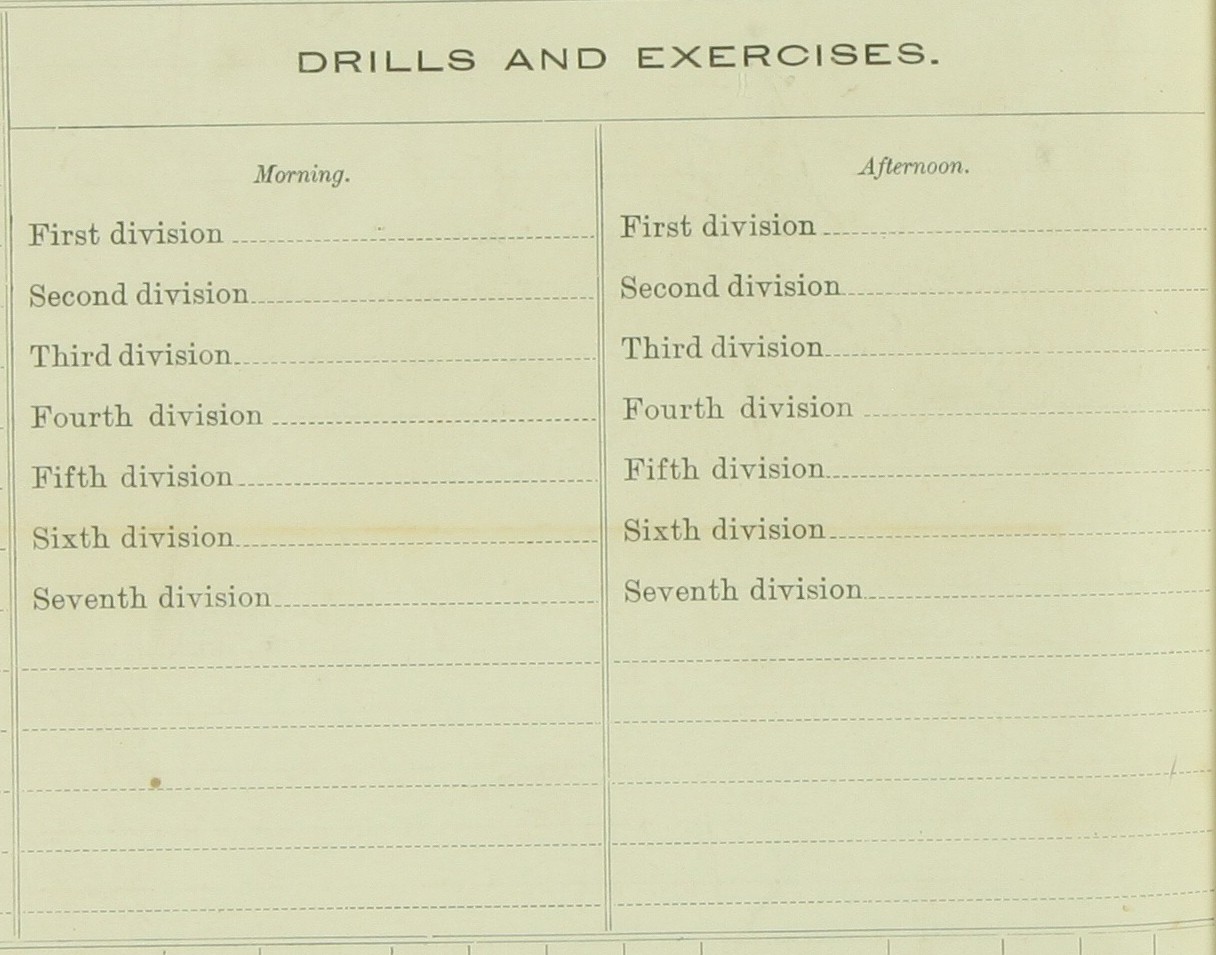 DRILLS AND EXERCISES.
Morning.
First division
Second division
Third division
Fourth division
Fifth division
Sixth division
Seventh division
Afternoon.
First division
Second division
Third division
Fourth division
Fifth division
Sixth division
Seventh division